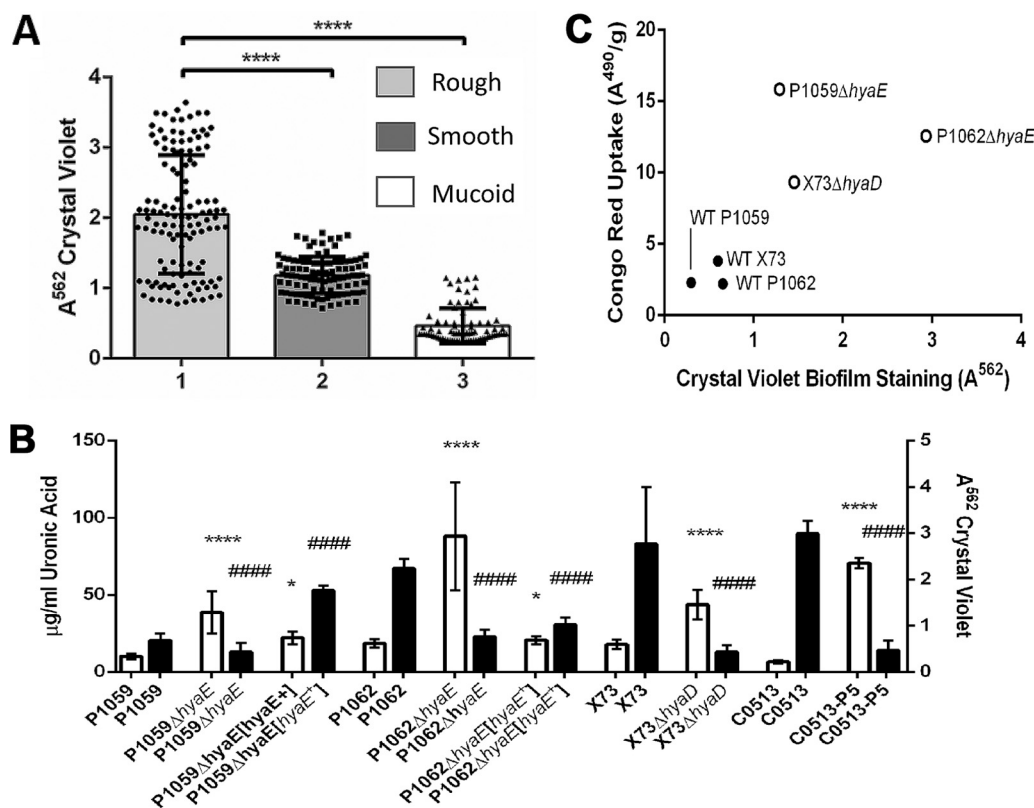 A
****
****
Rough
Smooth
Mucoid
A⁵⁶² Crystal Violet
4
3
2
1
0
1
2
3
C
Congo Red Uptake (A⁴⁹⁰/g)
20
15
10
5
0
P1059ΔhyaE
P1062ΔhyaE
X73ΔhyaD
WT P1059
WT X73
WT P1062
0
1
2
3
4
Crystal Violet Biofilm Staining (A⁵⁶²)
B
µg/ml Uronic Acid
150
100
50
0
****
####
*
####
****
####
*
####
****
####
****
####
5
4
3
2
1
0
A⁵⁶² Crystal Violet
P1059
P1059
P1059ΔhyaE
P1059ΔhyaE
P1059ΔhyaE[hyaE+]
P1059ΔhyaE[hyaE⁺]
P1062
P1062
P1062ΔhyaE
P1062ΔhyaE
P1062ΔhyaE[hyaE⁺]
P1062ΔhyaE[hyaE⁺]
X73
X73
X73ΔhyaD
X73ΔhyaD
C0513
C0513
C0513-P5
C0513-P5